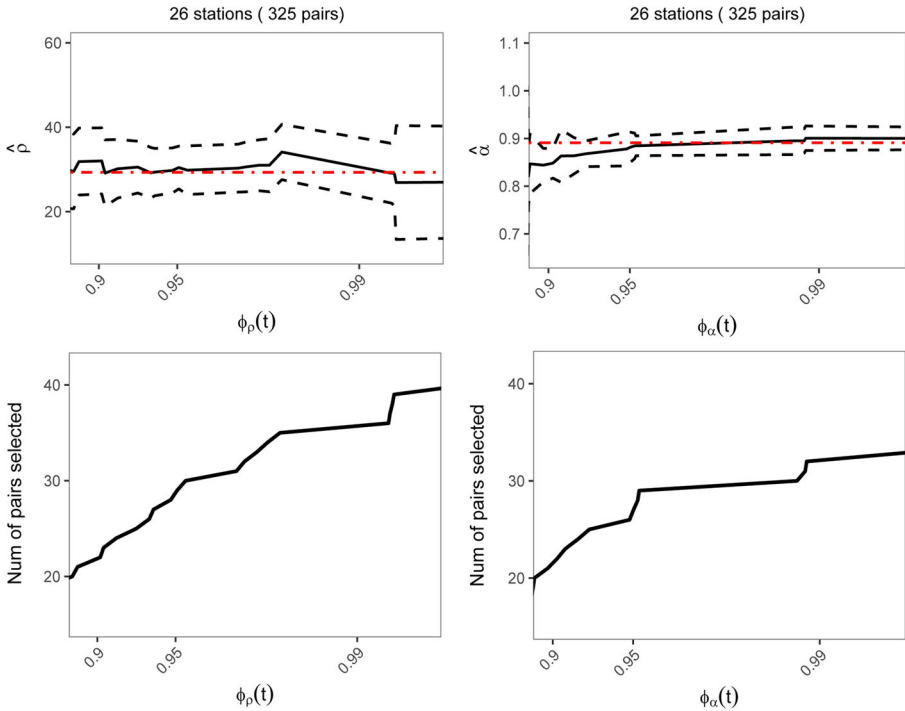 26 stations ( 325 pairs)
60
40
20
ρ̂
0.9
0.95
0.99
ϕρ(t)
26 stations ( 325 pairs)
1.1
1.0
0.9
0.8
0.7
α̂
0.9
0.95
0.99
ϕα(t)
Num of pairs selected
40
30
20
0.9
0.95
0.99
ϕρ(t)
Num of pairs selected
40
30
20
0.9
0.95
0.99
ϕα(t)